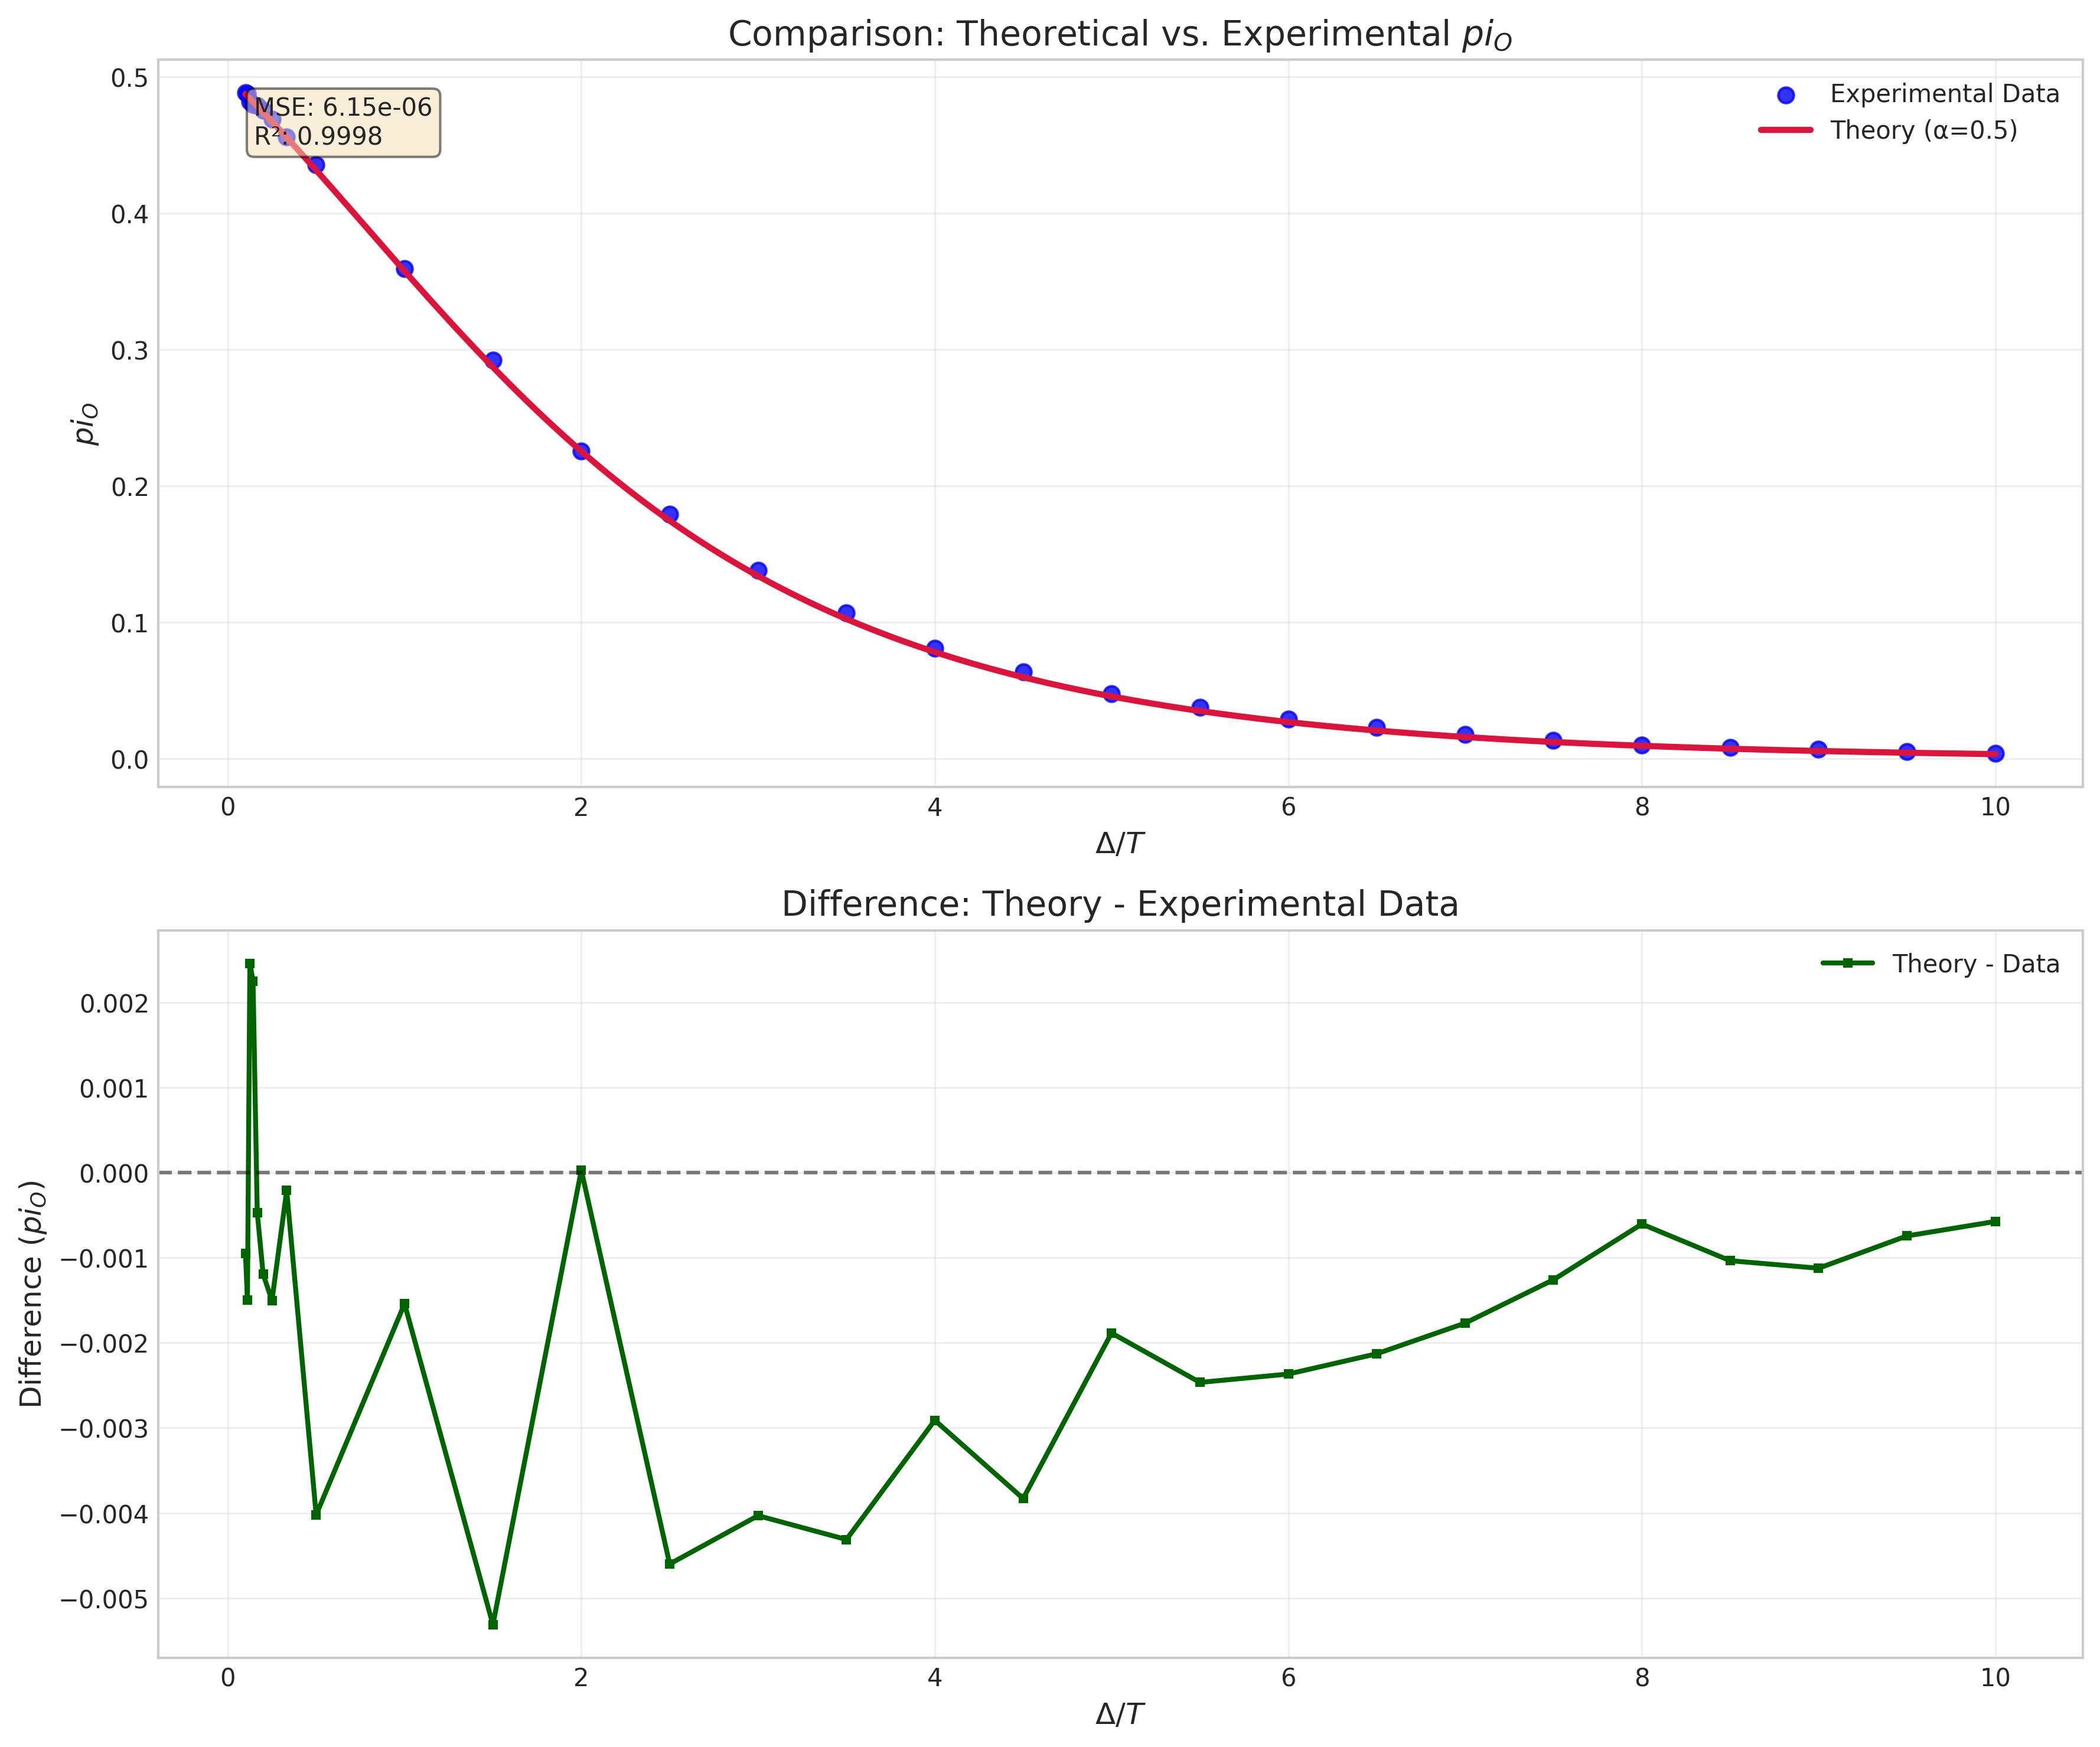 Comparison: Theoretical vs. Experimental pi_O
0.5
0.4
0.3
0.2
0.1
0.0
pi_O
MSE: 6.15e-06
R²: 0.9998
Experimental Data
Theory (α=0.5)
0 2 4 6 8 10
Δ/T
Difference: Theory - Experimental Data
0.002
0.001
0.000
−0.001
−0.002
−0.003
−0.004
−0.005
Difference (pi_O)
Theory - Data
0 2 4 6 8 10
Δ/T